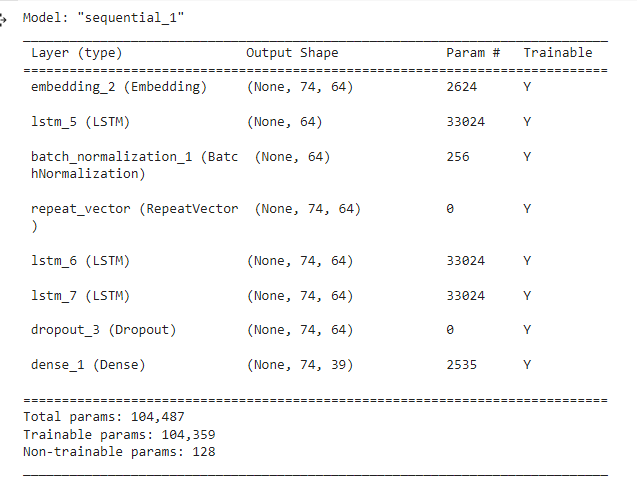 Model: "sequential_1"
Layer (type) Output Shape Param # Trainable
embedding_2 (Embedding) (None, 74, 64) 2624 Y
lstm_5 (LSTM) (None, 64) 33024 Y
batch_normalization_1 (Batc (None, 64) 256 Y
hNormalization)
repeat_vector (RepeatVector (None, 74, 64) 0 Y
)
lstm_6 (LSTM) (None, 74, 64) 33024 Y
lstm_7 (LSTM) (None, 74, 64) 33024 Y
dropout_3 (Dropout) (None, 74, 64) 0 Y
dense_1 (Dense) (None, 74, 39) 2535 Y
Total params: 104,487
Trainable params: 104,359
Non-trainable params: 128